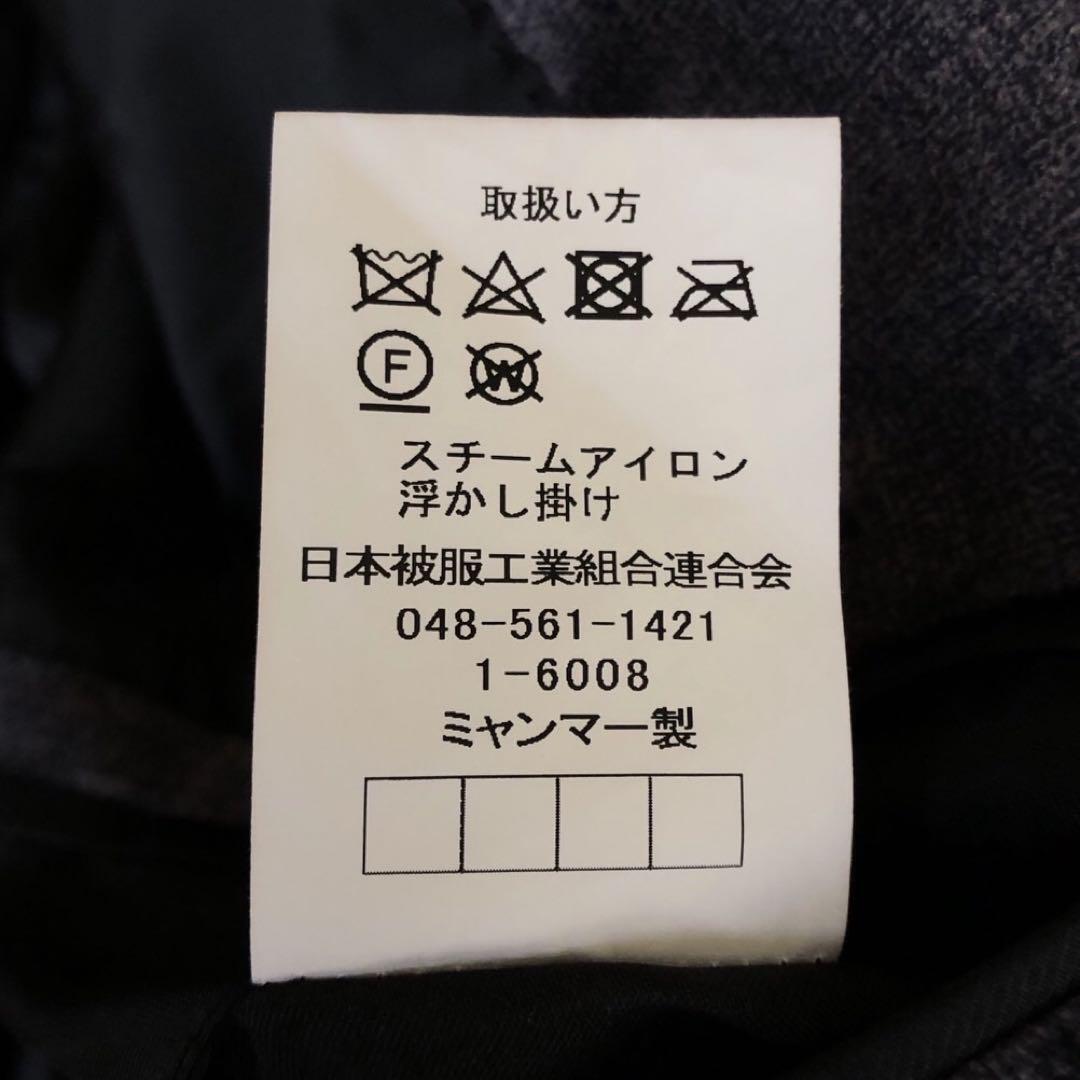 取扱い方
F W
スチームアイロン
浮かし掛け
日本被服工業組合連合会
048-561-1421
1-6008
ミャンマー製